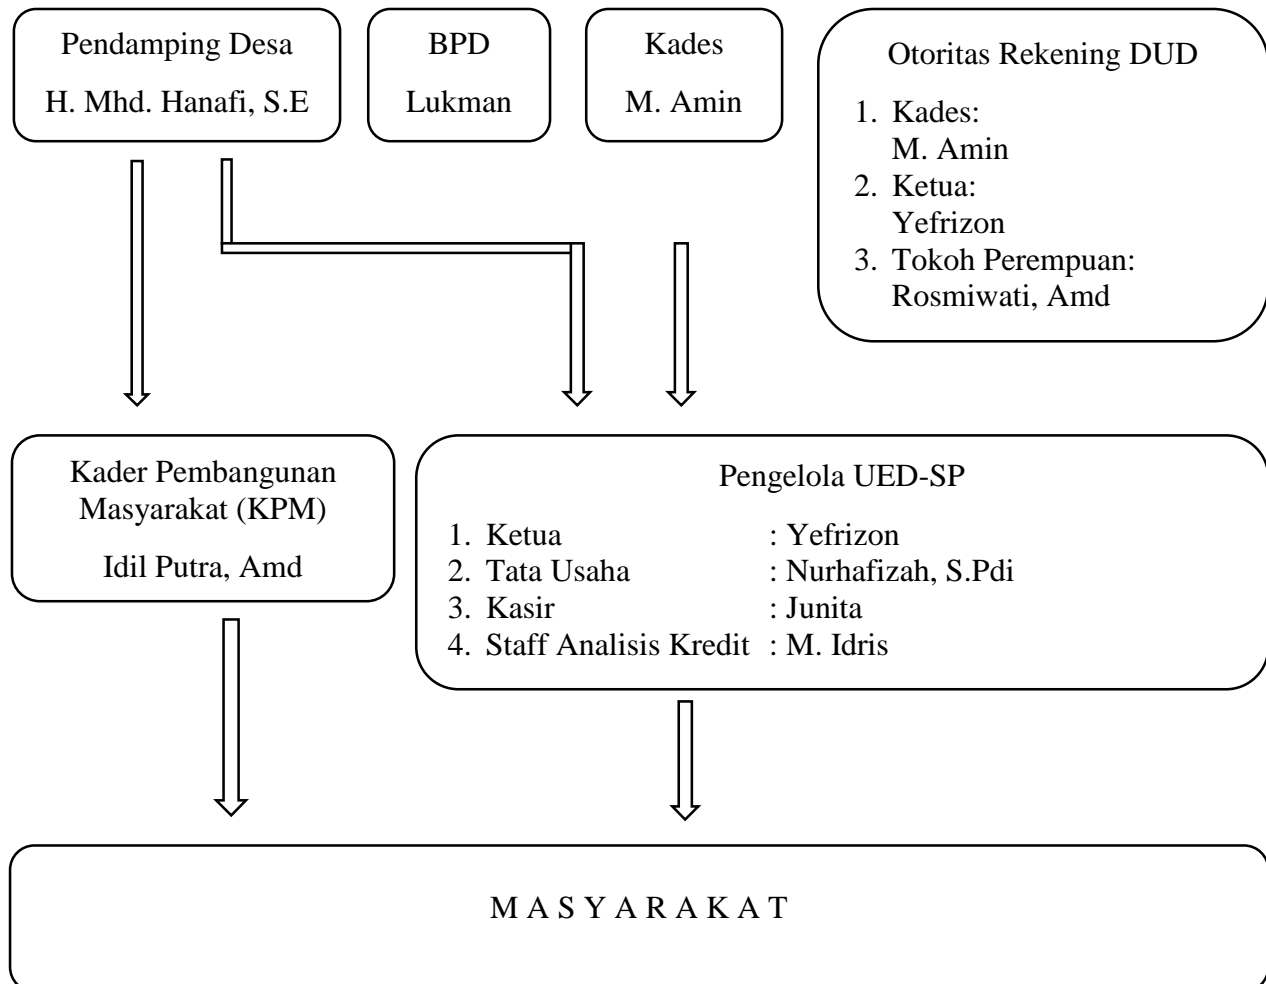 Pendamping Desa
H. Mhd. Hanafi, S.E
BPD
Lukman
Kades
M. Amin
Otoritas Rekening DUD
1. Kades:
M. Amin
2. Ketua:
Yefrizon
3. Tokoh Perempuan:
Rosmiwati, Amd
Kader Pembangunan
Masyarakat (KPM)
Idil Putra, Amd
Pengelola UED-SP
1. Ketua : Yefrizon
2. Tata Usaha : Nurhafizah, S.Pdi
3. Kasir : Junita
4. Staff Analisis Kredit : M. Idris
M A S Y A R A K A T